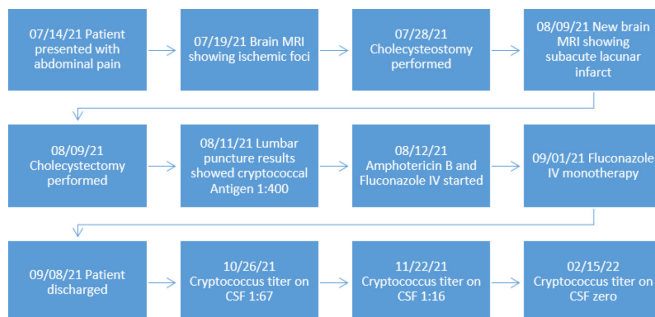 07/14/21 Patient
presented with
abdominal pain
07/19/21 Brain MRI
showing ischemic foci
07/28/21
Cholecysteostomy
performed
08/09/21 New brain
MRI showing
subacute lacunar
infarct
08/09/21
Cholecystectomy
performed
08/11/21 Lumbar
puncture results
showed cryptococcal
Antigen 1:400
08/12/21
Amphotericin B and
Fluconazole IV started
09/01/21 Fluconazole
IV monotherapy
09/08/21 Patient
discharged
10/26/21
Cryptococcus titer on
CSF 1:67
11/22/21
Cryptococcus titer on
CSF 1:16
02/15/22
Cryptococcus titer on
CSF zero